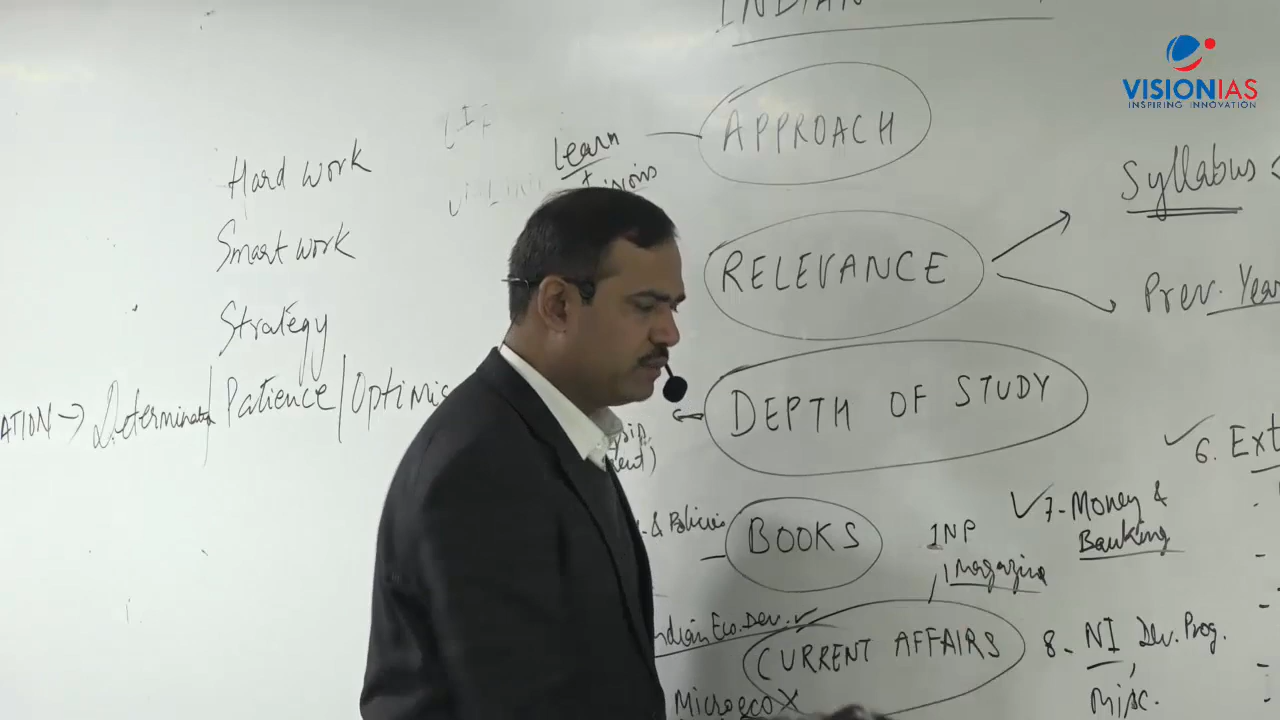 INDIAN
VISIONIAS
INSPIRING INNOVATION
APPROACH
Learn
Hard work
Smart work
Strategy
ATION → Determination / Patience / Optimis
RELEVANCE
Syllabus
Prev. Year
DEPTH OF STUDY
6. Ext
& Policies
BOOKS
1NP
1 Magazine
7- Money &
Banking
ndian Eco. Dev.
CURRENT AFFAIRS
8- NI, Dev. Prog.
Misc.
Microeco X